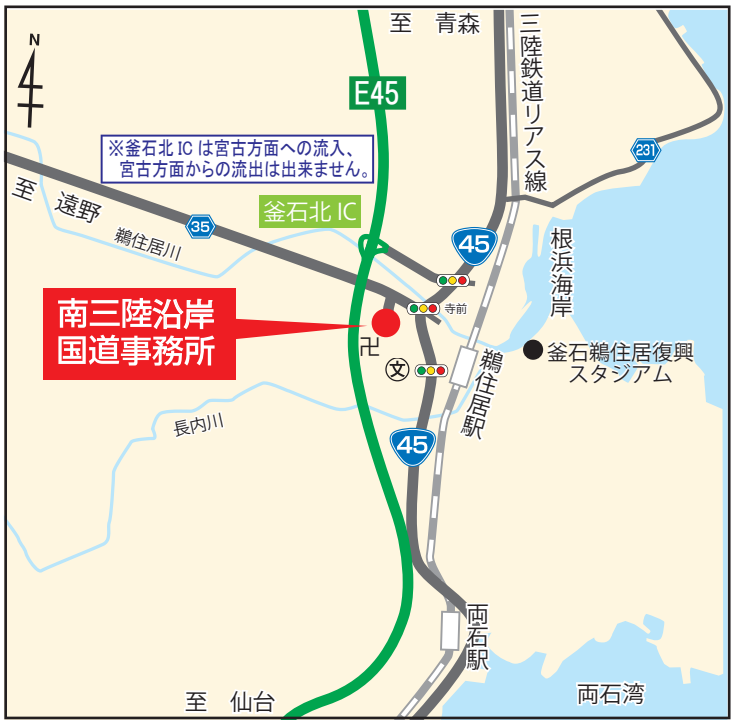 至　青森
N
三陸鉄道リアス線
E45
※釜石北 IC は宮古方面への流入、
宮古方面からの流出は出来ません。
231
至　遠野
釜石北 IC
35
鵜住居川
45
根浜海岸
寺前
南三陸沿岸
国道事務所
卍
文
鵜住居駅
釜石鵜住居復興
スタジアム
長内川
45
両石駅
至　仙台
両石湾